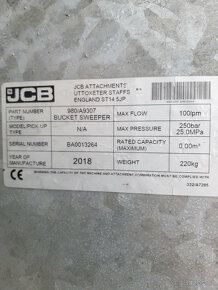 JCB
JCB ATTACHMENTS
UTTOXETER STAFFS
ENGLAND ST14 5JP
PART NUMBER (TYPE) 980/A9307 BUCKET SWEEPER MAX FLOW 100lpm
MODEL/PICK UP TYPE N/A MAX PRESSURE 250bar 25,0MPa
SERIAL NUMBER BA0013264 RATED CAPACITY (MAXIMUM) 0,00m³
YEAR OF MANUFACTURE 2018 WEIGHT 220kg
CE
332/A7285